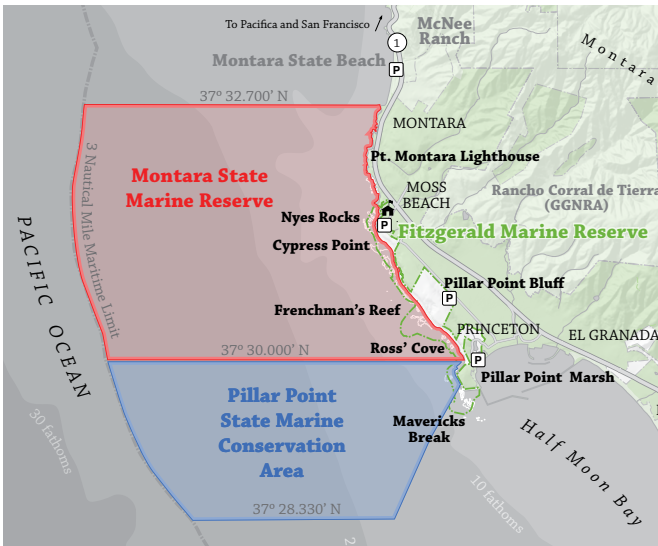 To Pacifica and San Francisco
McNee
Ranch
1
Montara State Beach
P
Montara
37° 32.700' N
MONTARA
Pt. Montara Lighthouse
3 Nautical Mile Maritime Limit
Montara State
Marine Reserve
MOSS
BEACH
Rancho Corral de Tierra
(GGNRA)
Nyes Rocks
P
Fitzgerald Marine Reserve
Cypress Point
PACIFIC OCEAN
Pillar Point Bluff
P
Frenchman's Reef
PRINCETON
EL GRANADA
Ross' Cove
37° 30.000' N
P
Pillar Point Marsh
Pillar Point
State Marine
Conservation
Area
Mavericks
Break
Half Moon Bay
30 fathoms
10 fathoms
37° 28.330' N
2